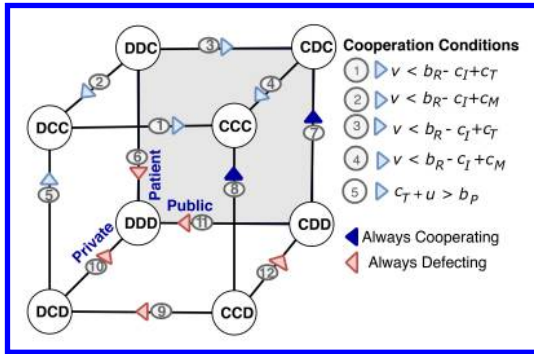 DDC
3
CDC
Cooperation Conditions
2
4
1 v < b_R - c_I + c_T
DCC
1
CCC
2 v < b_R - c_I + c_M
7
3 v < b_R - c_I + c_T
6
Patient
4 v < b_R - c_I + c_M
5
8
5 c_T + u > b_P
Public
DDD
11
CDD
Always Cooperating
Private
10
12
Always Defecting
DCD
9
CCD